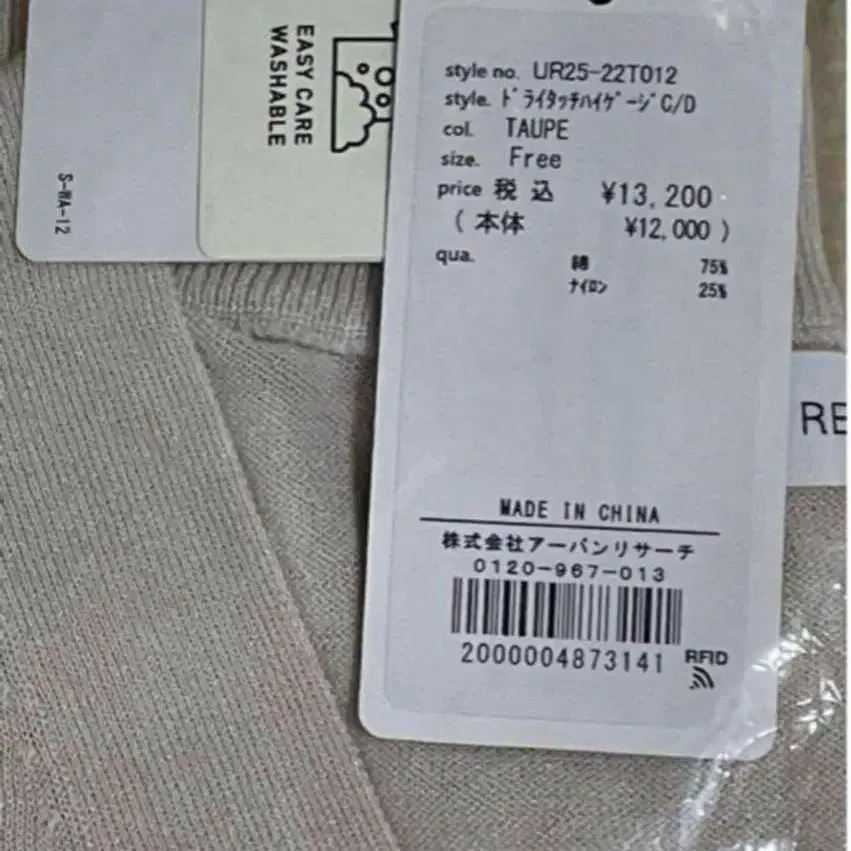 EASY CARE
WASHABLE
S-WA-12
style no. UR25-22T012
style. ﾄﾞﾗｲﾀｯﾁﾊｲｹﾞｰｼﾞC/D
col. TAUPE
size. Free
price 税込 ¥13,200
(本体 ¥12,000)
qua. 綿 75%
ﾅｲﾛﾝ 25%
RE
MADE IN CHINA
株式会社アーバンリサーチ
0120-967-013
2000004873141
RFID